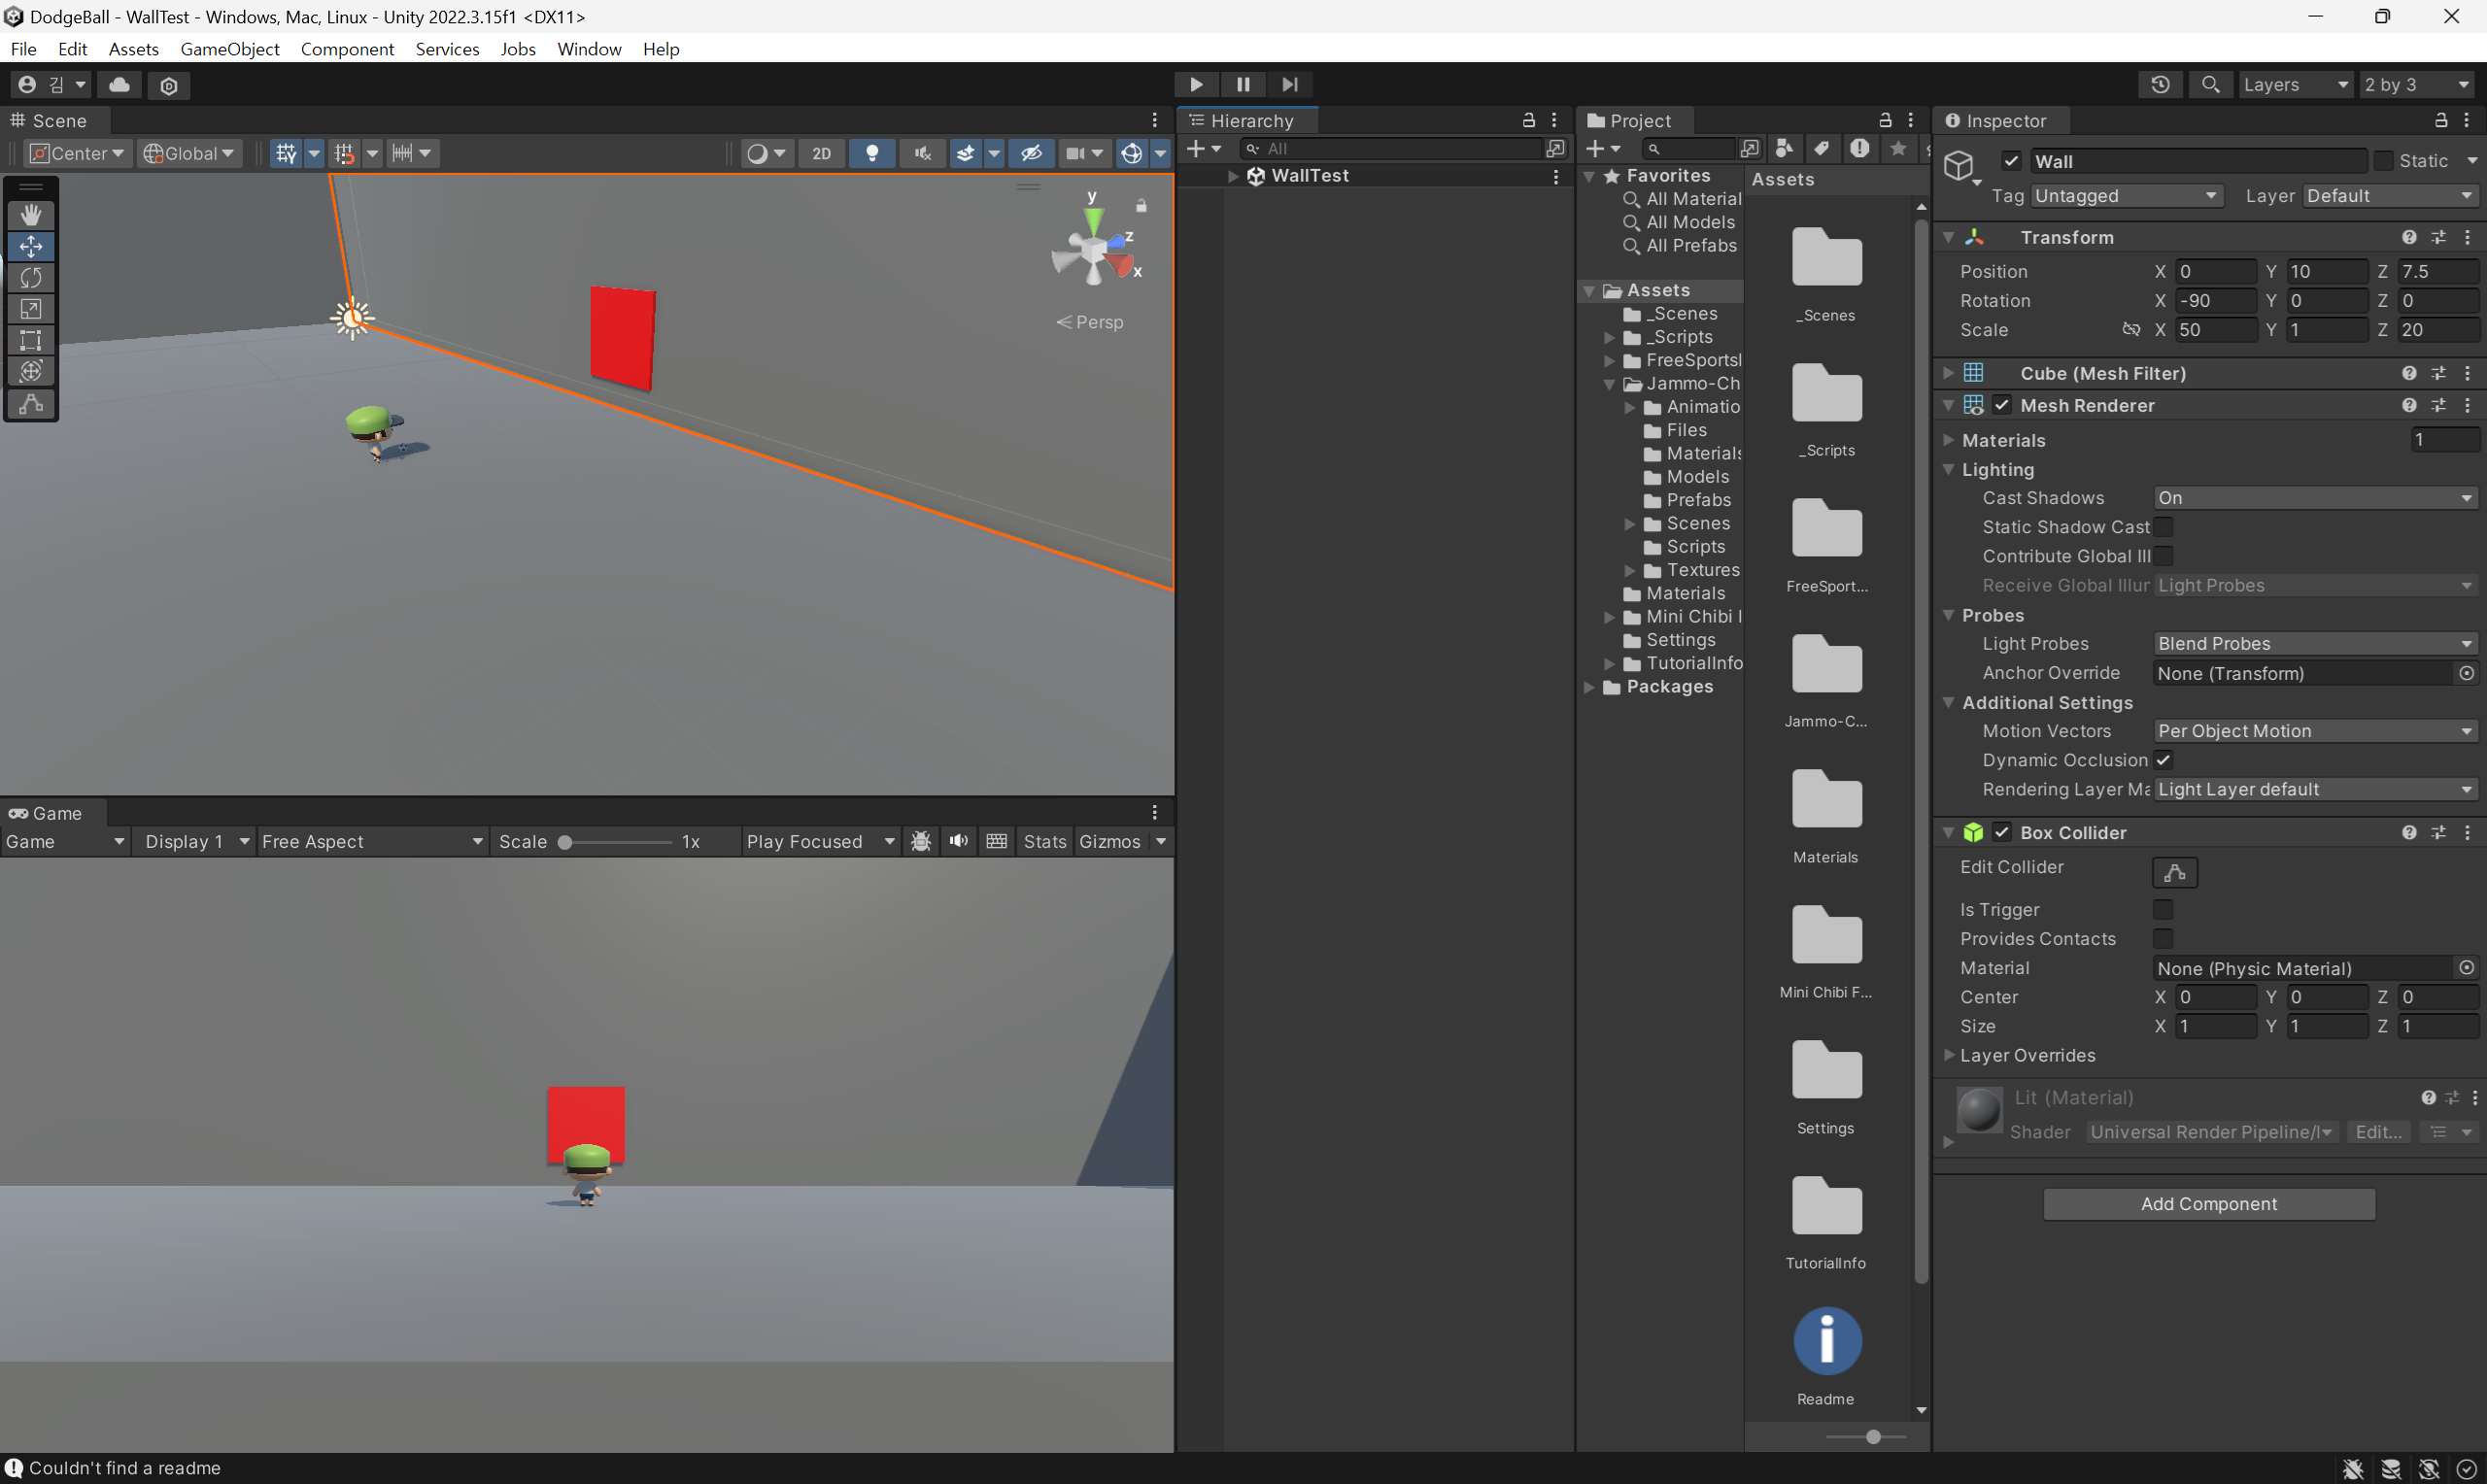 DodgeBall - WallTest - Windows, Mac, Linux - Unity 2022.3.15f1 <DX11>
File Edit Assets GameObject Component Services Jobs Window Help
김
Layers 2 by 3
Scene
Center Global 2D
y
z
x
Persp
Game
Game Display 1 Free Aspect Scale 1x Play Focused Stats Gizmos
Hierarchy
All
WallTest
Project
Favorites
All Material
All Models
All Prefabs
Assets
_Scenes
_Scripts
FreeSports
Jammo-Ch
Animatio
Files
Materials
Models
Prefabs
Scenes
Scripts
Textures
Materials
Mini Chibi
Settings
TutorialInfo
Packages
Assets
_Scenes
_Scripts
FreeSport...
Jammo-C...
Materials
Mini Chibi F...
Settings
TutorialInfo
Readme
Inspector
Wall Static
Tag Untagged Layer Default
Transform
Position X 0 Y 10 Z 7.5
Rotation X -90 Y 0 Z 0
Scale X 50 Y 1 Z 20
Cube (Mesh Filter)
Mesh Renderer
Materials 1
Lighting
Cast Shadows On
Static Shadow Cast
Contribute Global Ill
Receive Global Illur Light Probes
Probes
Light Probes Blend Probes
Anchor Override None (Transform)
Additional Settings
Motion Vectors Per Object Motion
Dynamic Occlusion
Rendering Layer Ma Light Layer default
Box Collider
Edit Collider
Is Trigger
Provides Contacts
Material None (Physic Material)
Center X 0 Y 0 Z 0
Size X 1 Y 1 Z 1
Layer Overrides
Lit (Material)
Shader Universal Render Pipeline/l Edit...
Add Component
Couldn't find a readme